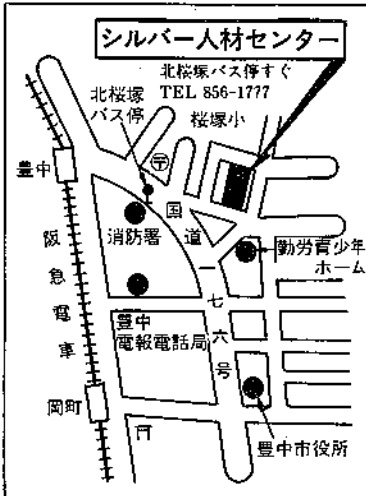 シルバー人材センター
北桜塚バス停すぐ
TEL 856-1777
北桜塚
バス停
桜塚小
〒
豊中
国道一七六号
消防署
勤労青少年
ホーム
阪急電車
豊中
電報電話局
岡町
豊中市役所